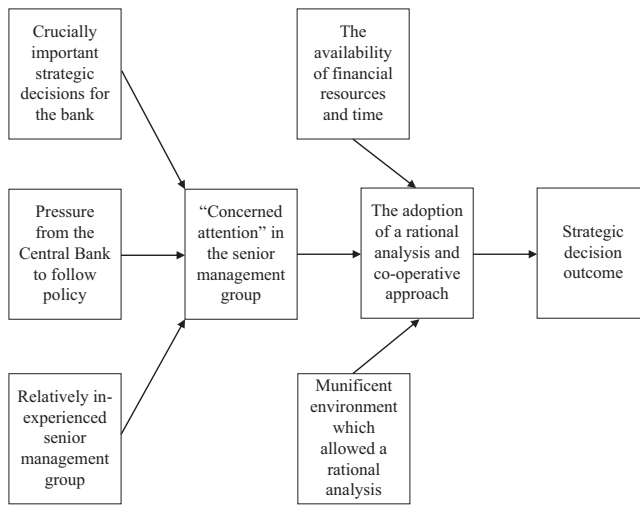 Crucially
important
strategic
decisions for
the bank
The
availability
of financial
resources
and time
Pressure
from the
Central Bank
to follow
policy
“Concerned
attention” in
the senior
management
group
The adoption
of a rational
analysis and
co-operative
approach
Strategic
decision
outcome
Relatively in-
experienced
senior
management
group
Munificent
environment
which
allowed a
rational
analysis